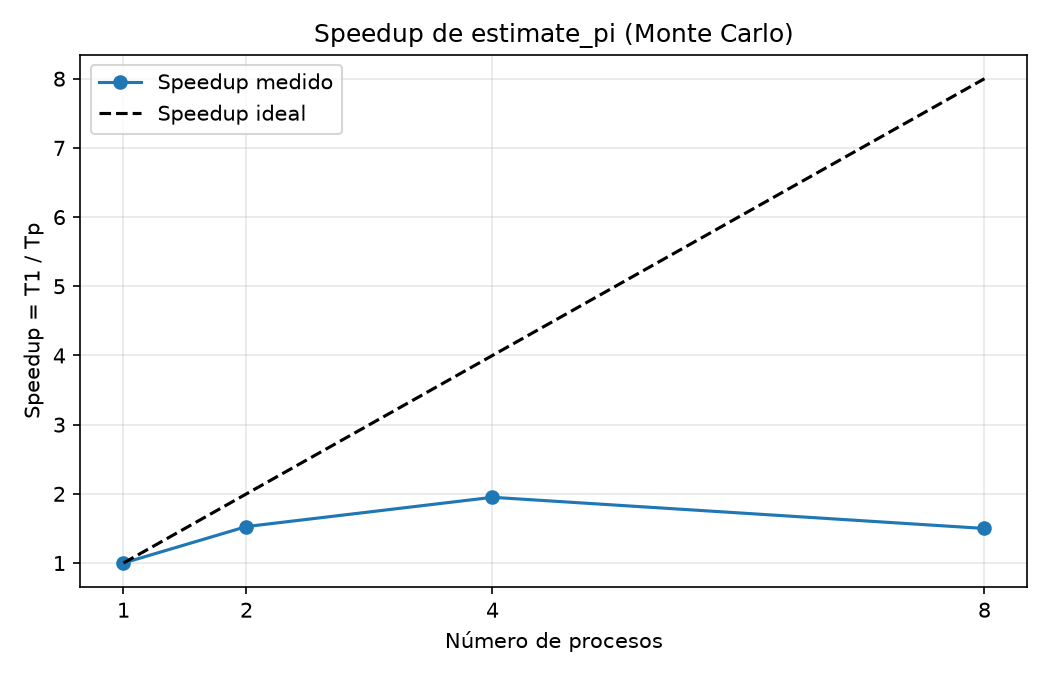 Speedup de estimate_pi (Monte Carlo)
Speedup medido
Speedup ideal
8
7
6
5
4
3
2
1
Speedup = T1 / Tp
1 2 4 8
Número de procesos